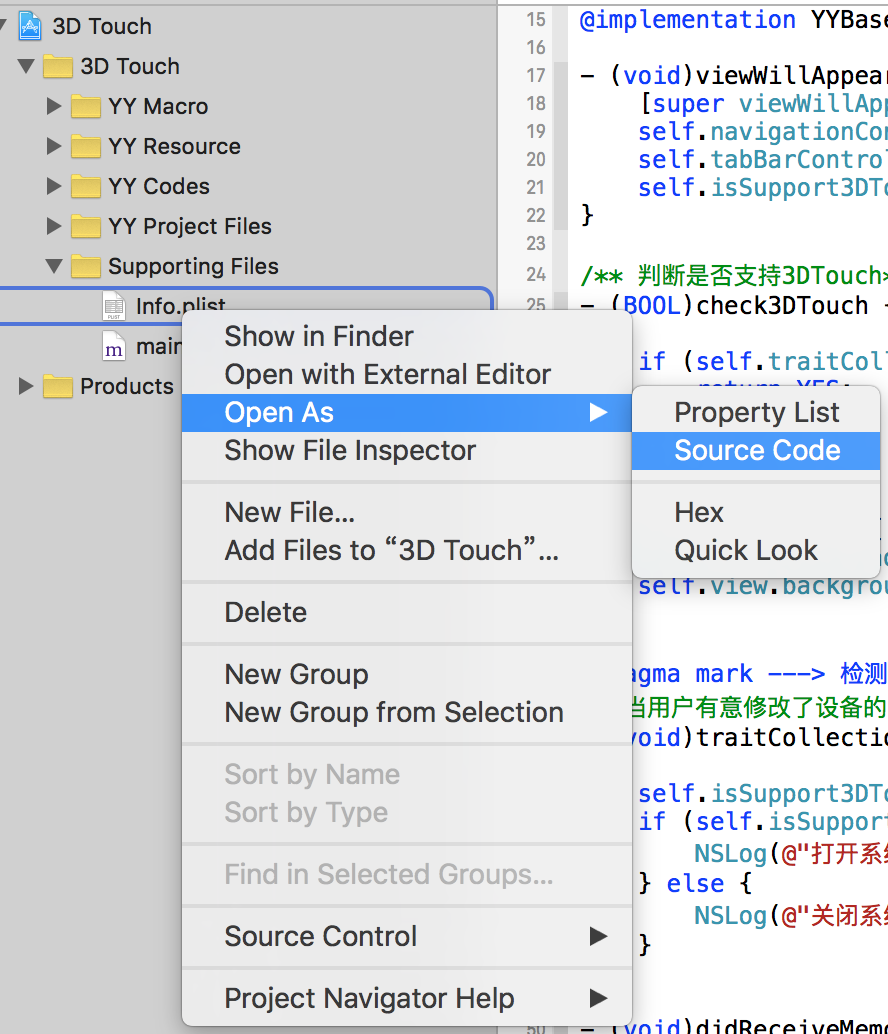 3D Touch
3D Touch
YY Macro
YY Resource
YY Codes
YY Project Files
Supporting Files
Info.plist
m main
Products
Show in Finder
Open with External Editor
Open As
Show File Inspector
New File...
Add Files to “3D Touch”...
Delete
New Group
New Group from Selection
Sort by Name
Sort by Type
Find in Selected Groups...
Source Control
Project Navigator Help
Property List
Source Code
Hex
Quick Look
15 @implementation YYBase
16
17 - (void)viewWillAppear
18 [super viewWillApp
19 self.navigationCon
20 self.tabBarControl
21 self.isSupport3DTo
22 }
23
24 /** 判断是否支持3DTouch*
25 - (BOOL)check3DTouch
if (self.traitColl
return YES;
self.view.backgrou
agma mark ---> 检测
当用户有意修改了设备的
void)traitCollectio
self.isSupport3DTo
if (self.isSupport
NSLog(@"打开系统
} else {
NSLog(@"关闭系统
}
50 - (void)didReceiveMemo